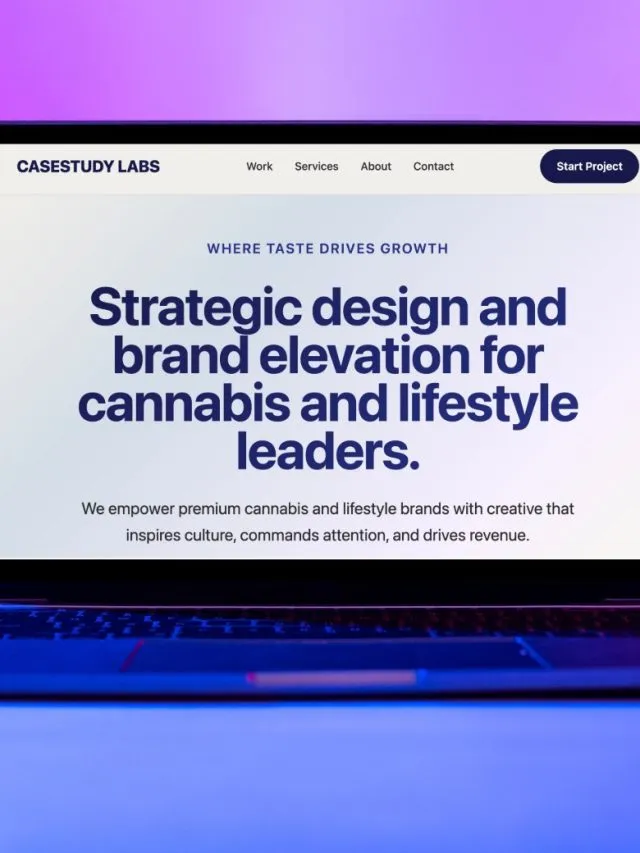 CASESTUDY LABS
Work Services About Contact
Start Project
WHERE TASTE DRIVES GROWTH
Strategic design and
brand elevation for
cannabis and lifestyle
leaders.
We empower premium cannabis and lifestyle brands with creative that
inspires culture, commands attention, and drives revenue.